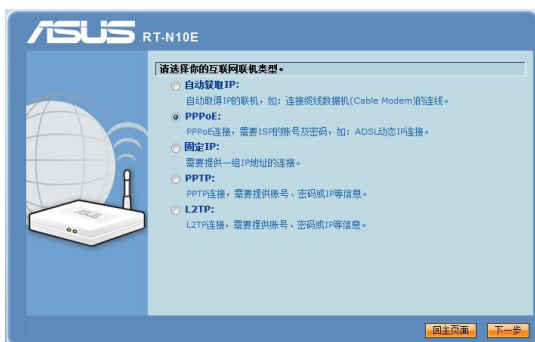 ASUS RT-N10E
请选择你的互联网联机类型。
自动获取IP:
自动取得IP的联机，如：连接缆线数据机(Cable Modem)的连线。
PPPoE:
PPPoE连接，需要ISP的账号及密码，如：ADSL动态IP连接。
固定IP:
需要提供一组IP地址的连接。
PPTP:
PPTP连接，需要提供账号、密码或IP等信息。
L2TP:
L2TP连接，需要提供账号、密码或IP等信息。
回主页面 下一步